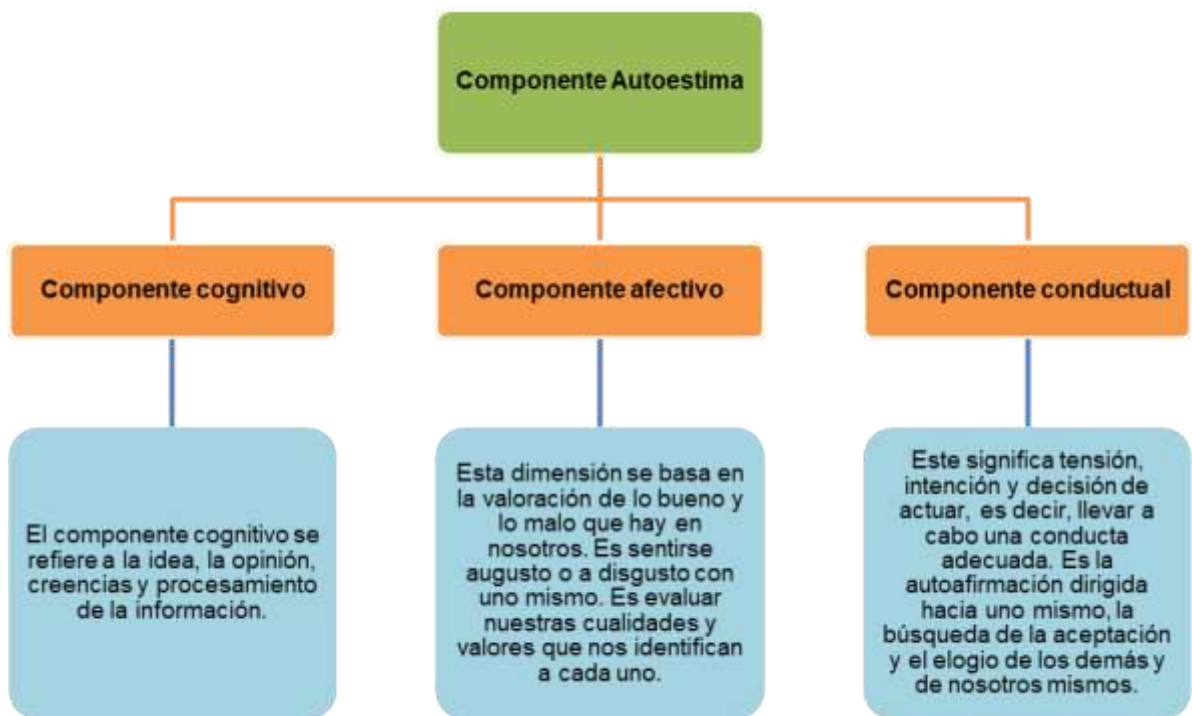 Componente Autoestima
Componente cognitivo
Componente afectivo
Componente conductual
El componente cognitivo se
refiere a la idea, la opinión,
creencias y procesamiento
de la información.
Esta dimensión se basa en
la valoración de lo bueno y
lo malo que hay en
nosotros. Es sentirse
augusto o a disgusto con
uno mismo. Es evaluar
nuestras cualidades y
valores que nos identifican
a cada uno.
Este significa tensión,
intención y decisión de
actuar, es decir, llevar a
cabo una conducta
adecuada. Es la
autoafirmación dirigida
hacia uno mismo, la
búsqueda de la aceptación
y el elogio de los demás y
de nosotros mismos.